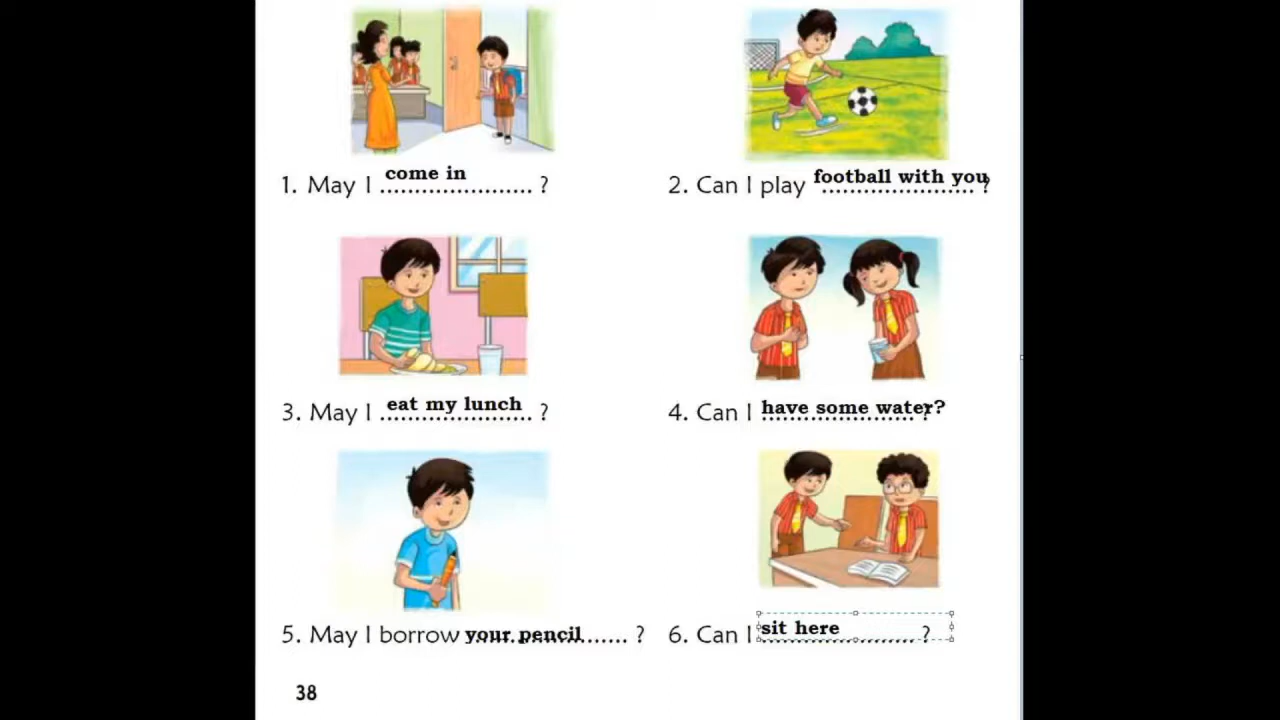 1. May I come in ...................... ?
2. Can I play football with you ...................... ?
3. May I eat my lunch ...................... ?
4. Can I have some water? ...................... ?
5. May I borrow your pencil ...................... ?
6. Can I sit here ...................... ?
38